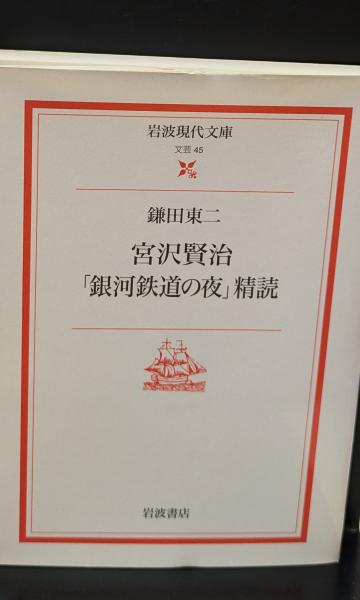 岩波現代文庫
文芸 45
鎌田東二
宮沢賢治
「銀河鉄道の夜」精読
岩波書店